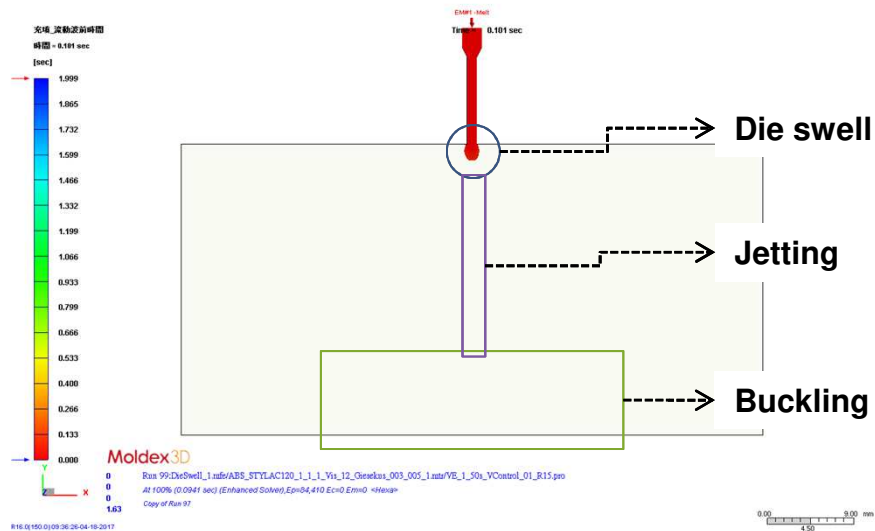 EM#1 -Melt
充填_流動波前時間
Time = 0.101 sec
時間 = 0.101 sec
[sec]
1.999
1.865
1.732
1.599
1.466
1.332
1.199
1.066
0.933
0.799
0.666
0.533
0.400
0.266
0.133
0.000
Die swell
Jetting
Buckling
Moldex3D
Y
Z
X
0
0
0
1.63
Run 99:DieSwell_1.mfe/ABS_STYLAC120_1_1_1_Vis_12_Giesekus_003_005_1.mtr/VE_1_50s_VControl_01_R15.pro
At 100% (0.0941 sec) (Enhanced Solver),Ep=84,410 Ec=0 Em=0 <Hexa>
Copy of Run 97
R16.0(150.0)|09:36:26-04-18-2017
0.00
9.00 mm
4.50